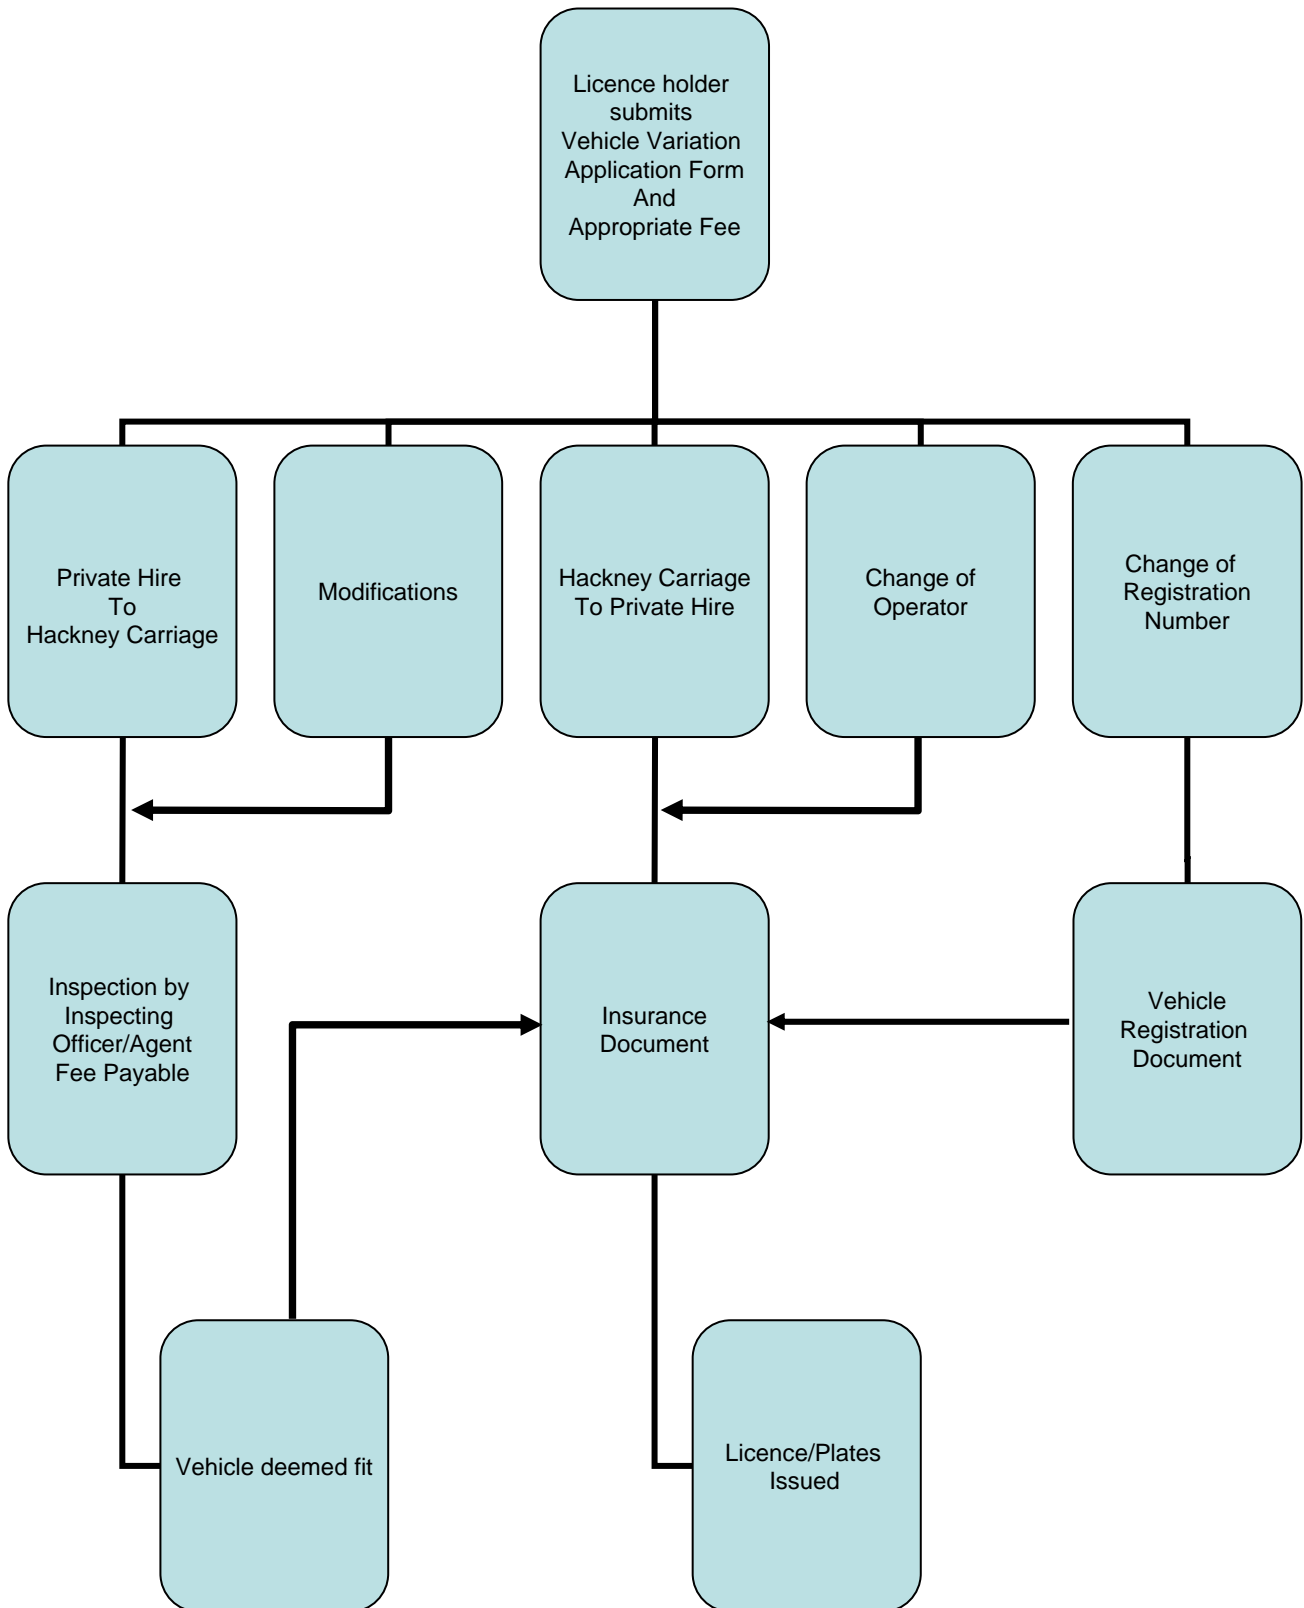 Licence holder
submits
Vehicle Variation
Application Form
And
Appropriate Fee
Private Hire
To
Hackney Carriage
Modifications
Hackney Carriage
To Private Hire
Change of
Operator
Change of
Registration
Number
Inspection by
Inspecting
Officer/Agent
Fee Payable
Insurance
Document
Vehicle
Registration
Document
Vehicle deemed fit
Licence/Plates
Issued